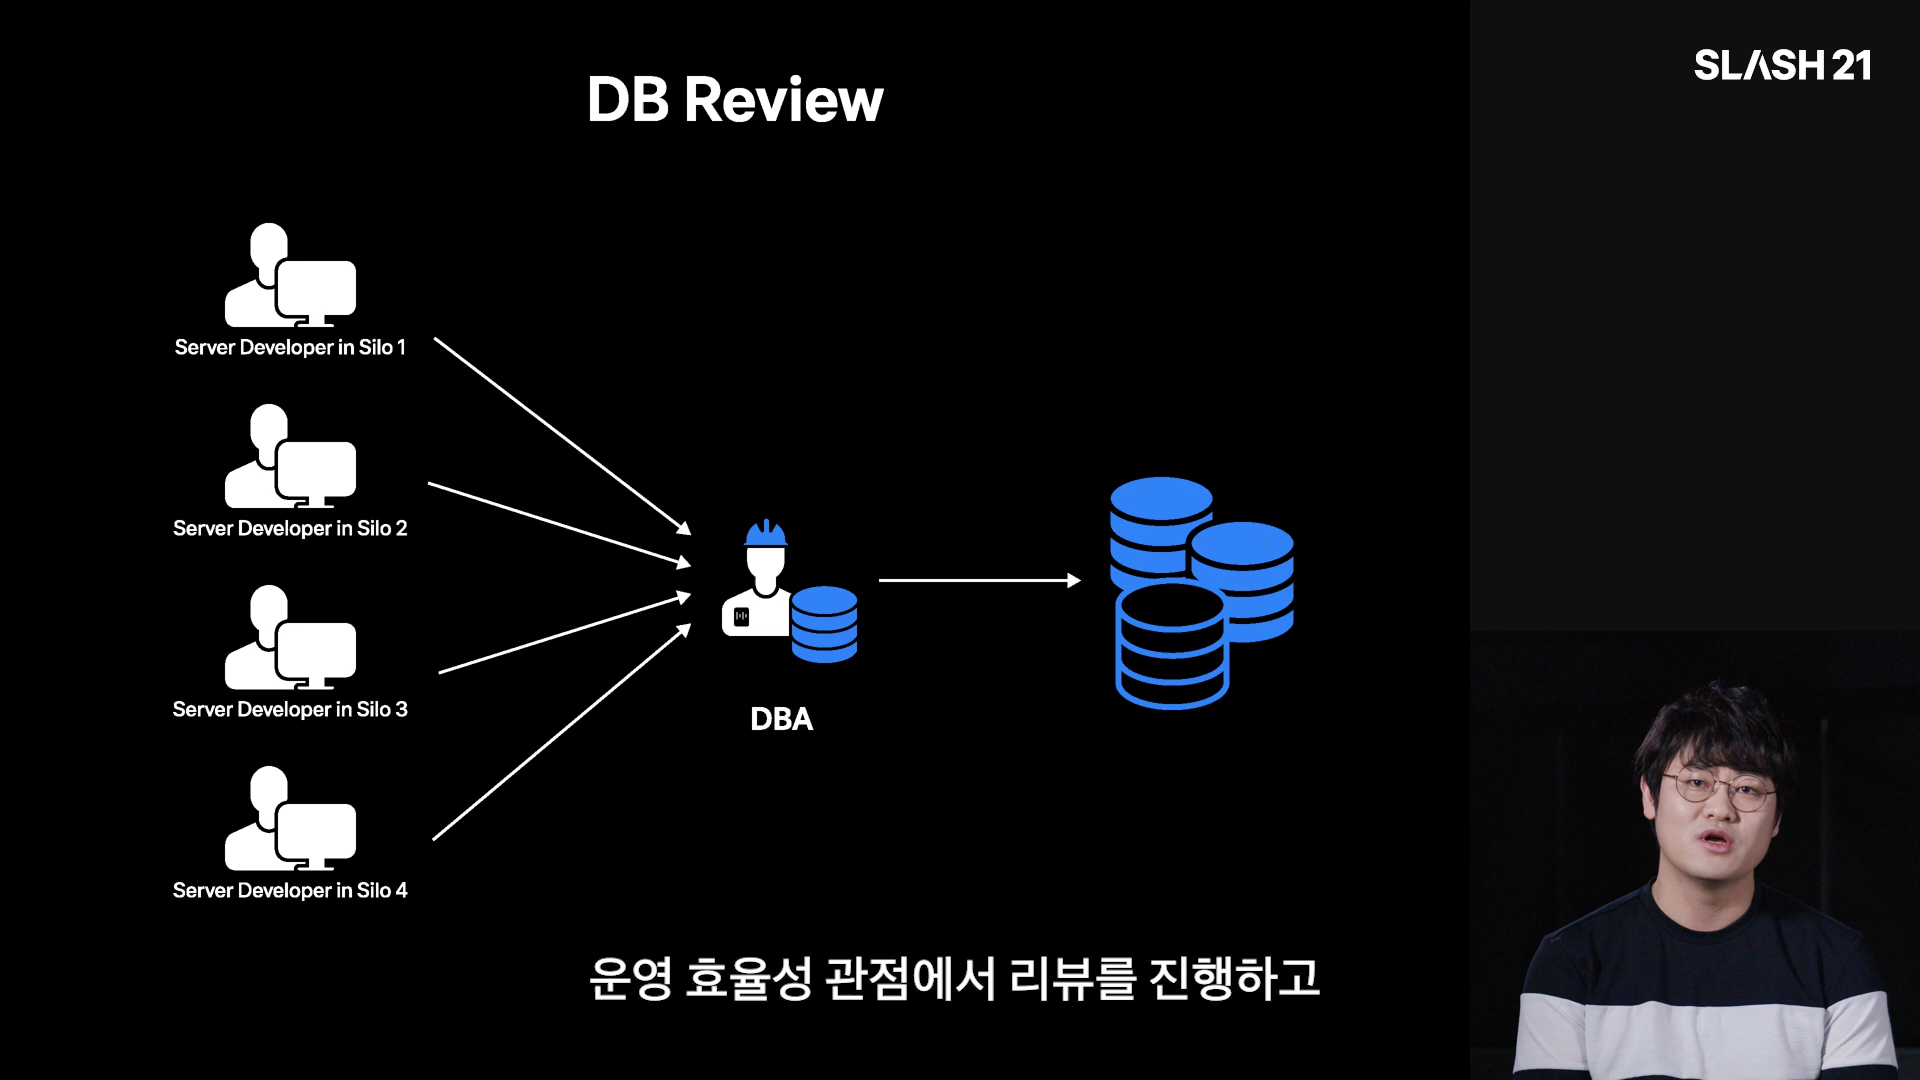 SLASH 21
DB Review
Server Developer in Silo 1
Server Developer in Silo 2
Server Developer in Silo 3
Server Developer in Silo 4
DBA
운영 효율성 관점에서 리뷰를 진행하고